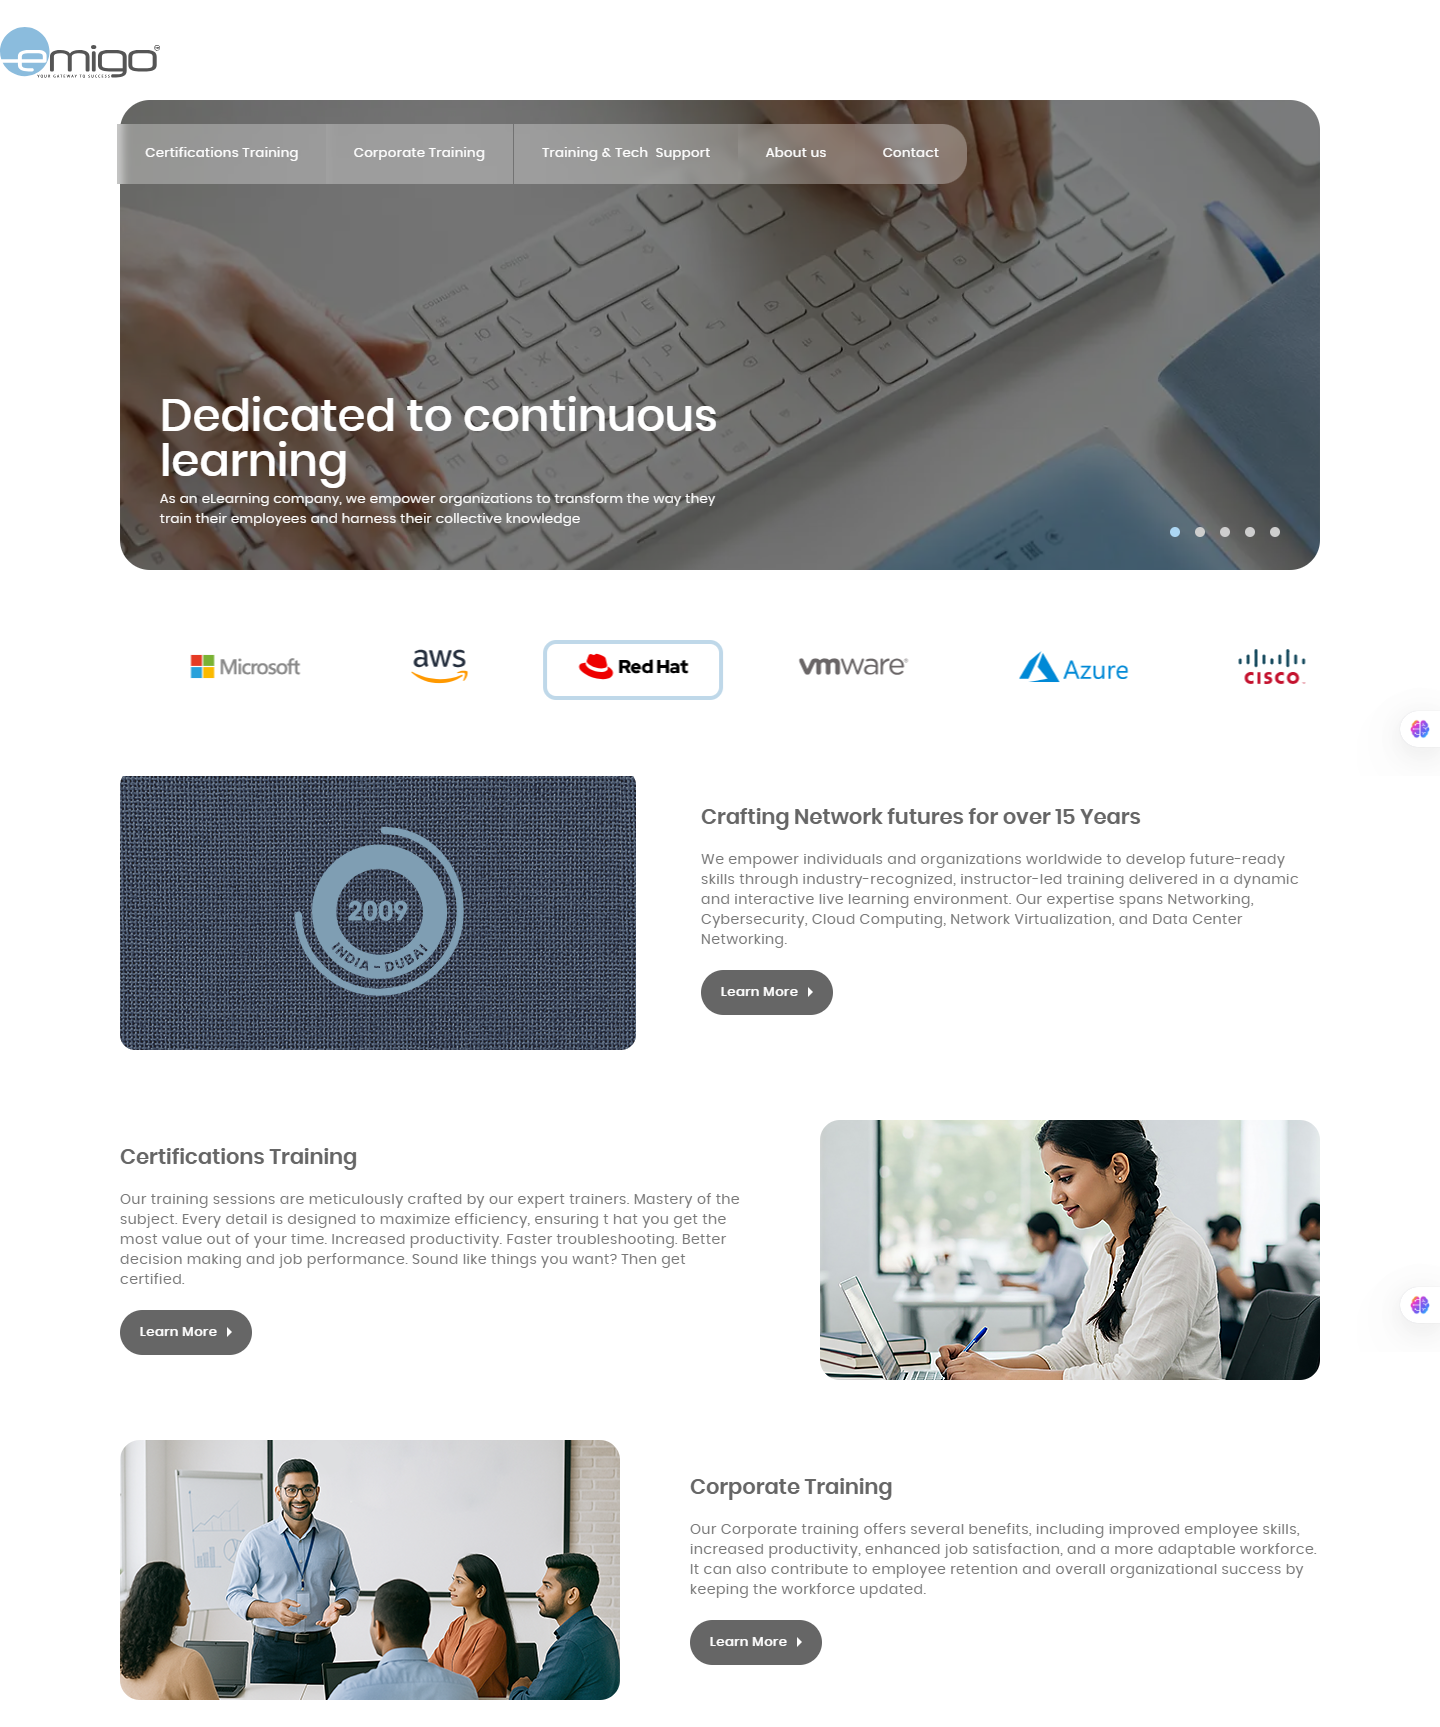 emigo
YOUR GATEWAY TO SUCCESS
Certifications Training
Corporate Training
Training & Tech  Support
About us
Contact
Dedicated to continuous
learning
As an eLearning company, we empower organizations to transform the way they
train their employees and harness their collective knowledge
Microsoft
aws
Red Hat
vmware
Azure
CISCO
2009
INDIA - DUBAI
Crafting Network futures for over 15 Years
We empower individuals and organizations worldwide to develop future-ready
skills through industry-recognized, instructor-led training delivered in a dynamic
and interactive live learning environment. Our expertise spans Networking,
Cybersecurity, Cloud Computing, Network Virtualization, and Data Center
Networking.
Learn More
Certifications Training
Our training sessions are meticulously crafted by our expert trainers. Mastery of the
subject. Every detail is designed to maximize efficiency, ensuring t hat you get the
most value out of your time. Increased productivity. Faster troubleshooting. Better
decision making and job performance. Sound like things you want? Then get
certified.
Learn More
Corporate Training
Our Corporate training offers several benefits, including improved employee skills,
increased productivity, enhanced job satisfaction, and a more adaptable workforce.
It can also contribute to employee retention and overall organizational success by
keeping the workforce updated.
Learn More